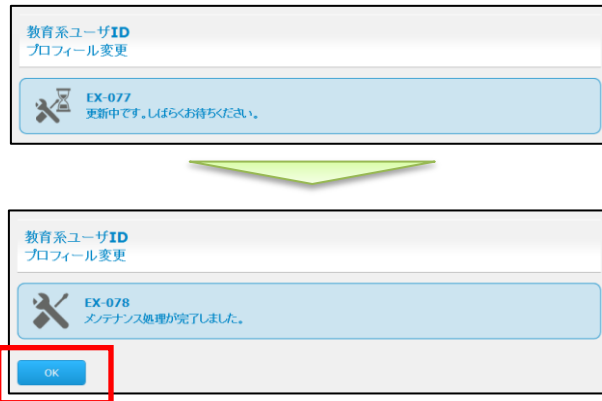 教育系ユーザID
プロフィール変更
EX-077
更新中です。しばらくお待ちください。
教育系ユーザID
プロフィール変更
EX-078
メンテナンス処理が完了しました。
OK